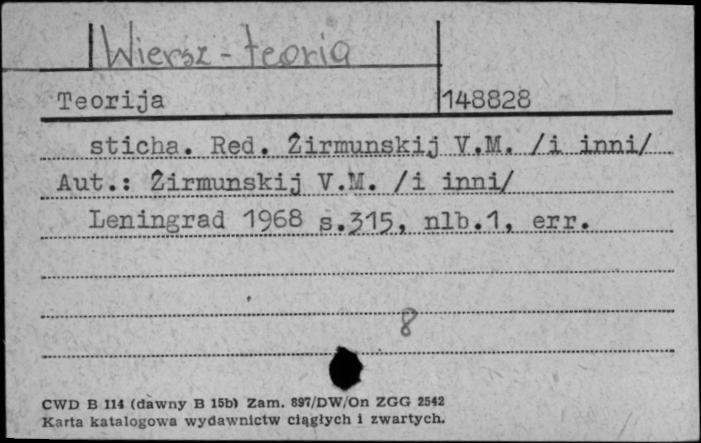 Wiersz - teoria
Teorija 148828
sticha. Red. Žirmunskij V.M. /i inni/
Aut.: Žirmunskij V.M. /i inni/
Leningrad 1968 s.315, nlb.1, err.
8
CWD B 114 (dawny B 15b) Zam. 897/DW/On ZGG 2542
Karta katalogowa wydawnictw ciągłych i zwartych.